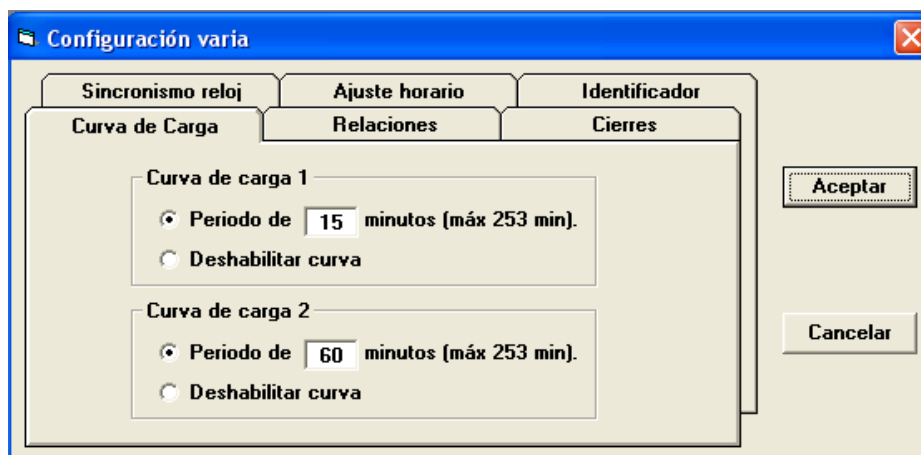 Configuración varia
Sincronismo reloj Ajuste horario Identificador
Curva de Carga Relaciones Cierres
Curva de carga 1
Periodo de 15 minutos (máx 253 min).
Deshabilitar curva
Aceptar
Curva de carga 2
Periodo de 60 minutos (máx 253 min).
Deshabilitar curva
Cancelar